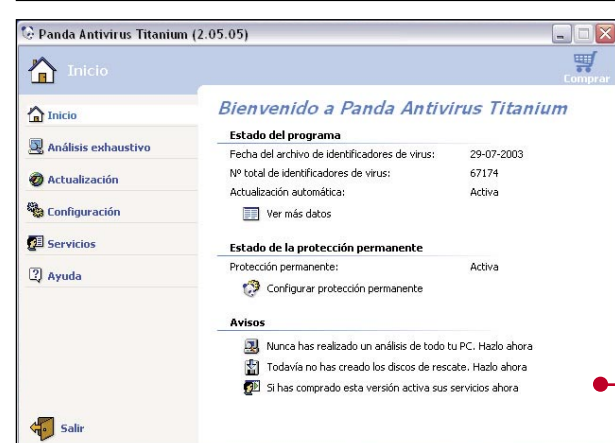 Panda Antivirus Titanium (2.05.05)
Inicio
Comprar
Inicio
Análisis exhaustivo
Actualización
Configuración
Servicios
Ayuda
Salir
Bienvenido a Panda Antivirus Titanium
Estado del programa
Fecha del archivo de identificadores de virus: 29-07-2003
Nº total de identificadores de virus: 67174
Actualización automática: Activa
Ver más datos
Estado de la protección permanente
Protección permanente: Activa
Configurar protección permanente
Avisos
Nunca has realizado un análisis de todo tu PC. Hazlo ahora
Todavía no has creado los discos de rescate. Hazlo ahora
Si has comprado esta versión activa sus servicios ahora